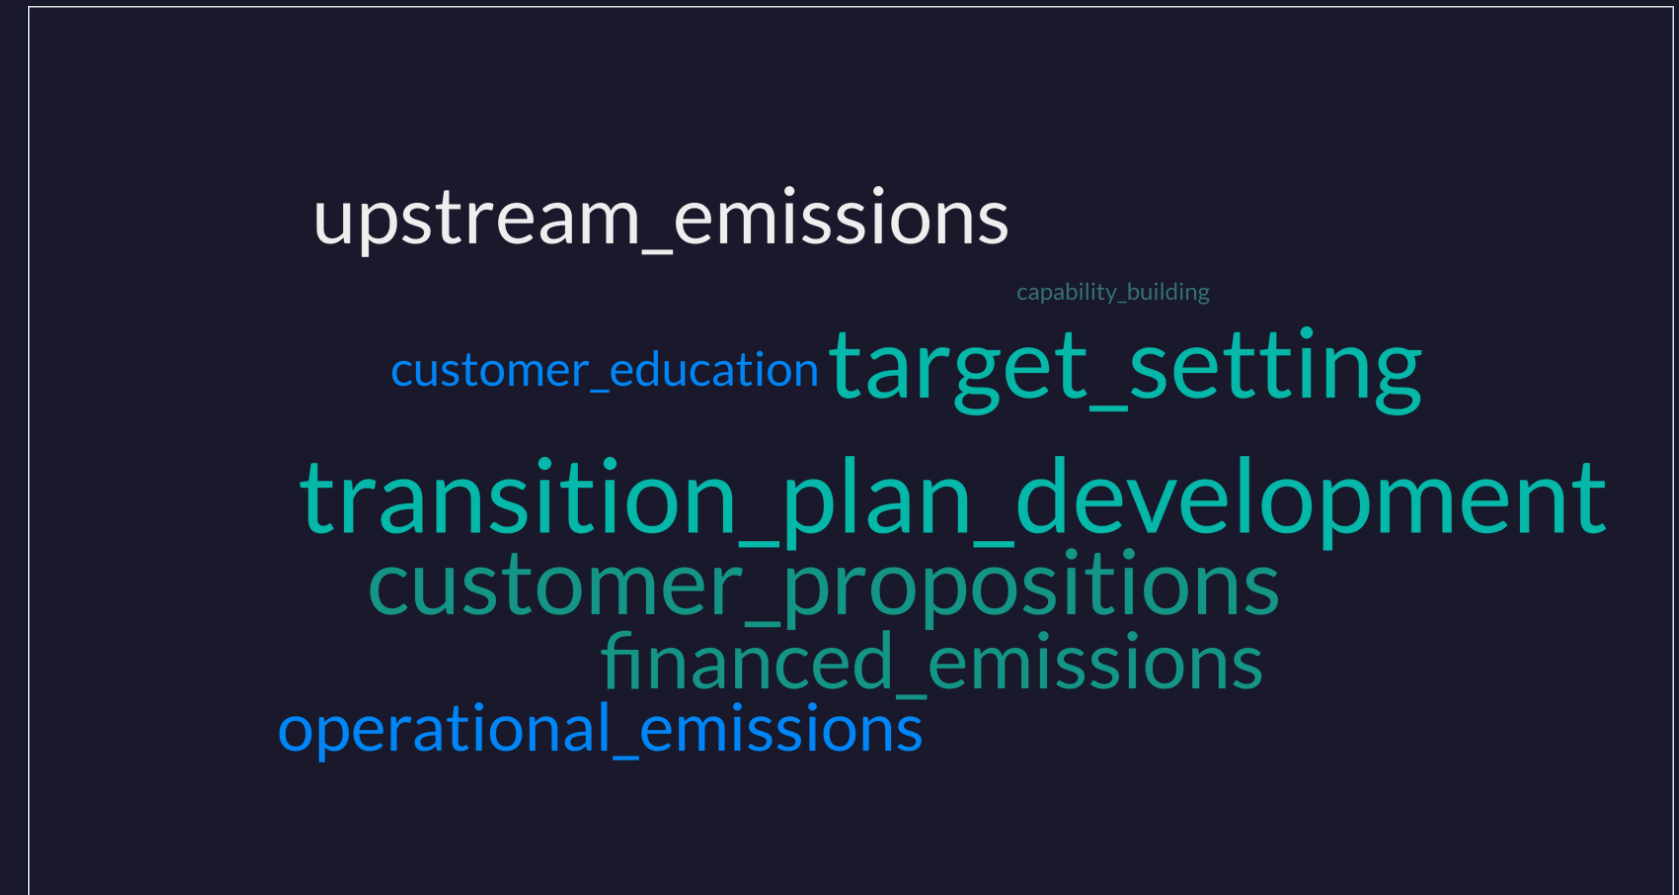 upstream_emissions
capability_building
customer_education target_setting
transition_plan_development
customer_propositions
financed_emissions
operational_emissions